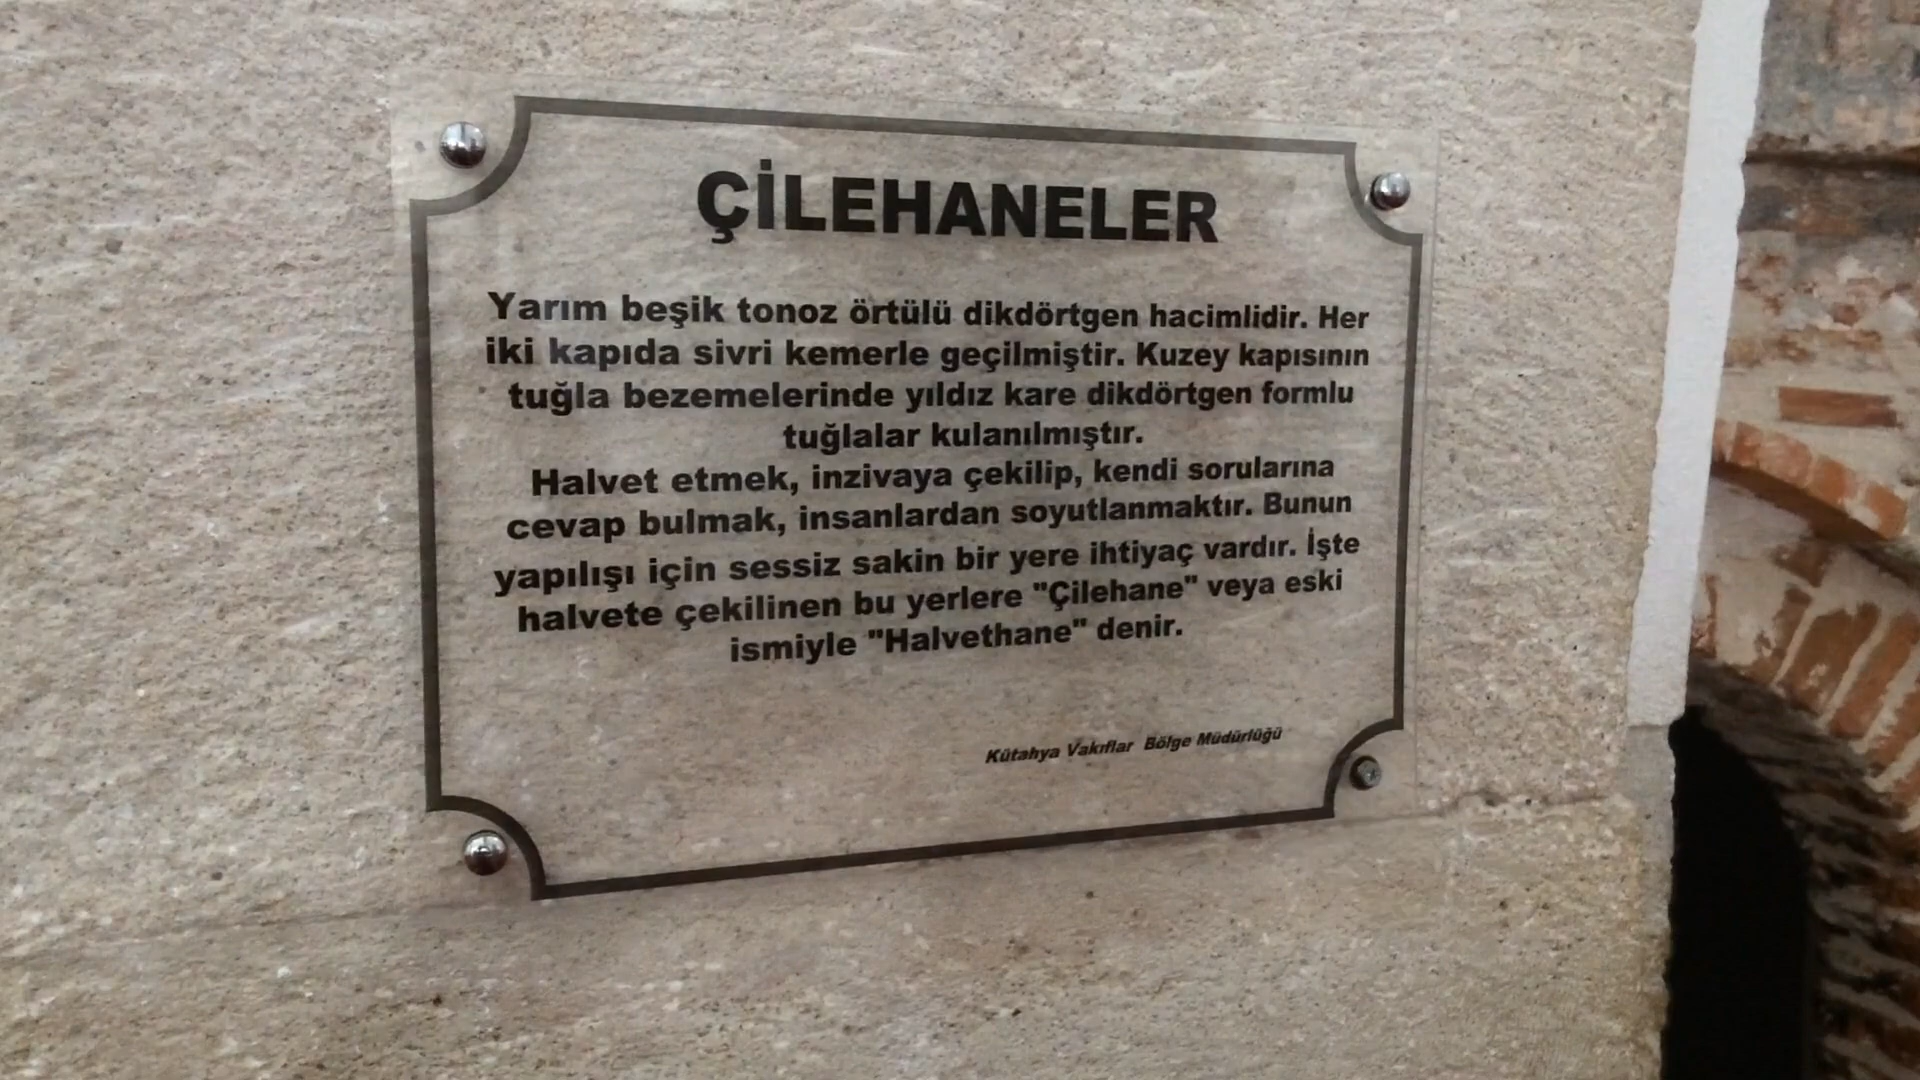 ÇİLEHANELER
Yarım beşik tonoz örtülü dikdörtgen hacimlidir. Her
iki kapıda sivri kemerle geçilmiştir. Kuzey kapısının
tuğla bezemelerinde yıldız kare dikdörtgen formlu
tuğlalar kulanılmıştır.
Halvet etmek, inzivaya çekilip, kendi sorularına
cevap bulmak, insanlardan soyutlanmaktır. Bunun
yapılışı için sessiz sakin bir yere ihtiyaç vardır. İşte
halvete çekilinen bu yerlere "Çilehane" veya eski
ismiyle "Halvethane" denir.
Kütahya Vakıflar Bölge Müdürlüğü